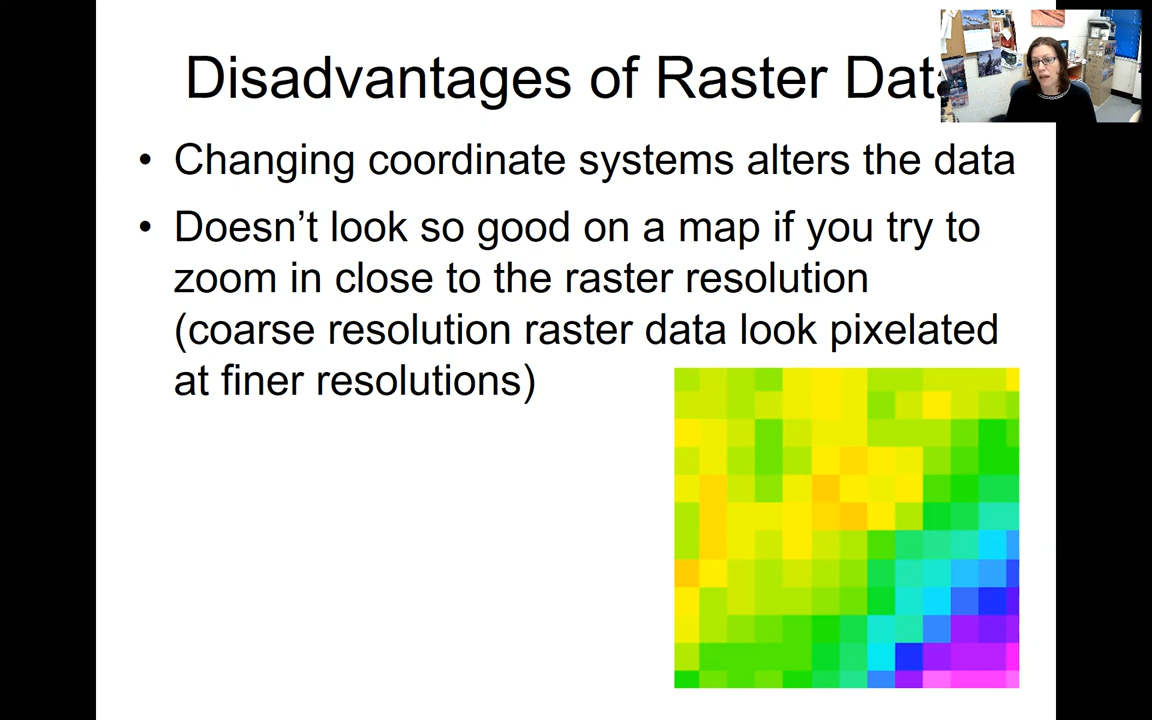 Disadvantages of Raster Dat
• Changing coordinate systems alters the data
• Doesn’t look so good on a map if you try to
zoom in close to the raster resolution
(coarse resolution raster data look pixelated
at finer resolutions)